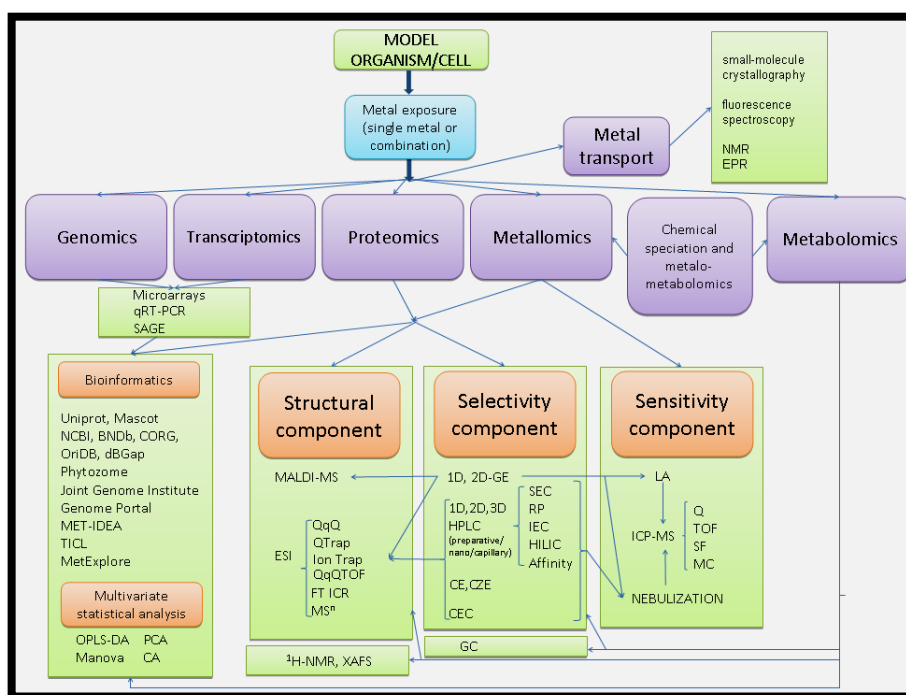 MODEL
ORGANISM/CELL
Metal exposure
(single metal or
combination)
Metal
transport
small-molecule
crystallography
fluorescence
spectroscopy
NMR
EPR
Genomics
Transcriptomics
Proteomics
Metallomics
Chemical
speciation and
metalo-
metabolomics
Metabolomics
Microarrays
qRT-PCR
SAGE
Bioinformatics
Uniprot, Mascot
NCBI, BNDb, CORG,
OriDB, dBGap
Phytozome
Joint Genome Institute
Genome Portal
MET-IDEA
TICL
MetExplore
Multivariate
statistical analysis
OPLS-DA PCA
Manova CA
Structural
component
MALDI-MS
ESI
QqQ
QTrap
Ion Trap
QqQTOF
FT ICR
MSⁿ
¹H-NMR, XAFS
Selectivity
component
1D, 2D-GE
1D,2D,3D
HPLC
(preparative/
nano/capillary)
CE,CZE
CEC
SEC
RP
IEC
HILIC
Affinity
GC
Sensitivity
component
LA
ICP-MS
Q
TOF
SF
MC
NEBULIZATION